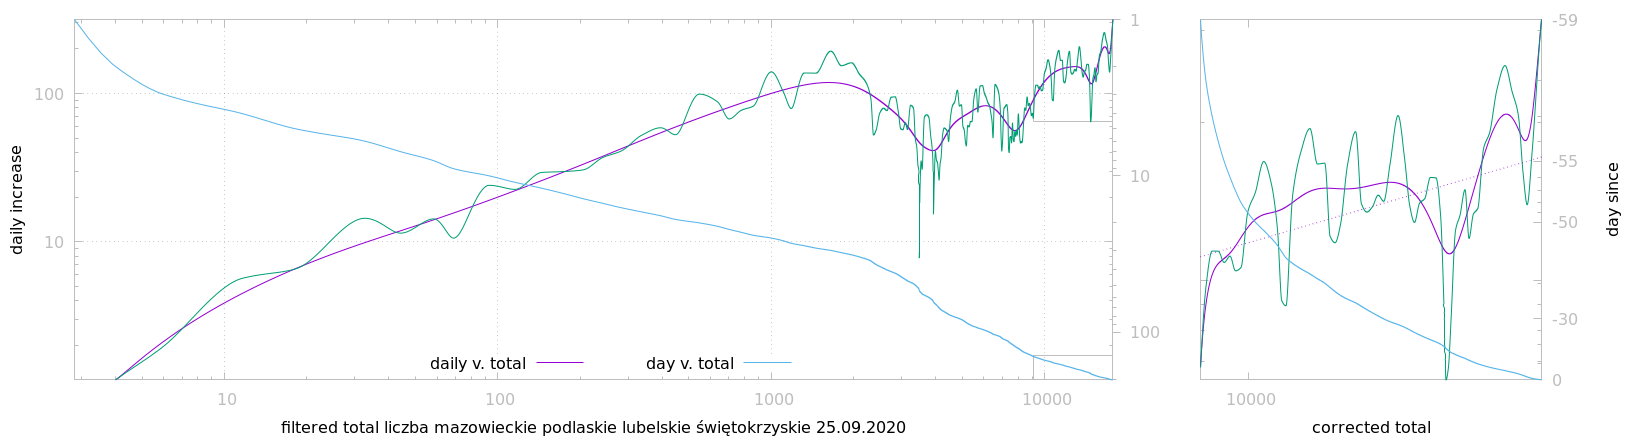 daily increase
100
10
1
10
100
daily v. total
day v. total
10
100
1000
10000
filtered total liczba mazowieckie podlaskie lubelskie świętokrzyskie 25.09.2020
-59
-55
-50
-30
0
day since
10000
corrected total